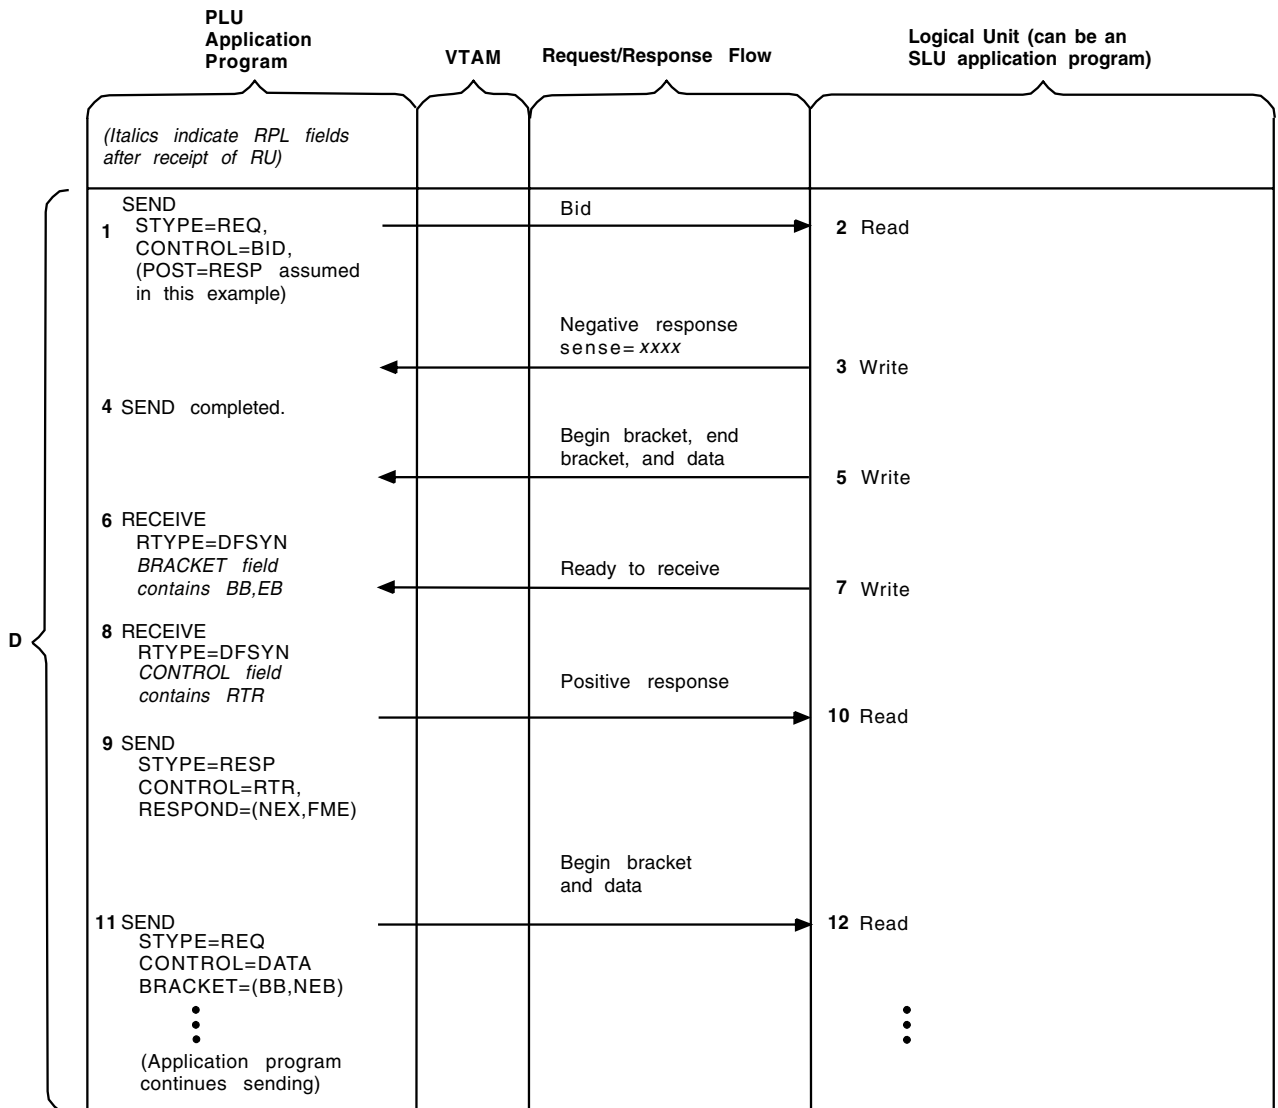 PLU
Application
Program
VTAM
Request/Response Flow
Logical Unit (can be an
SLU application program)
(Italics indicate RPL fields
after receipt of RU)
D
1 SEND
STYPE=REQ,
CONTROL=BID,
(POST=RESP assumed
in this example)
Bid
2 Read
Negative response
sense=xxxx
3 Write
4 SEND completed.
Begin bracket, end
bracket, and data
5 Write
6 RECEIVE
RTYPE=DFSYN
BRACKET field
contains BB,EB
Ready to receive
7 Write
8 RECEIVE
RTYPE=DFSYN
CONTROL field
contains RTR
Positive response
10 Read
9 SEND
STYPE=RESP
CONTROL=RTR,
RESPOND=(NEX,FME)
Begin bracket
and data
11 SEND
STYPE=REQ
CONTROL=DATA
BRACKET=(BB,NEB)
12 Read
(Application program
continues sending)